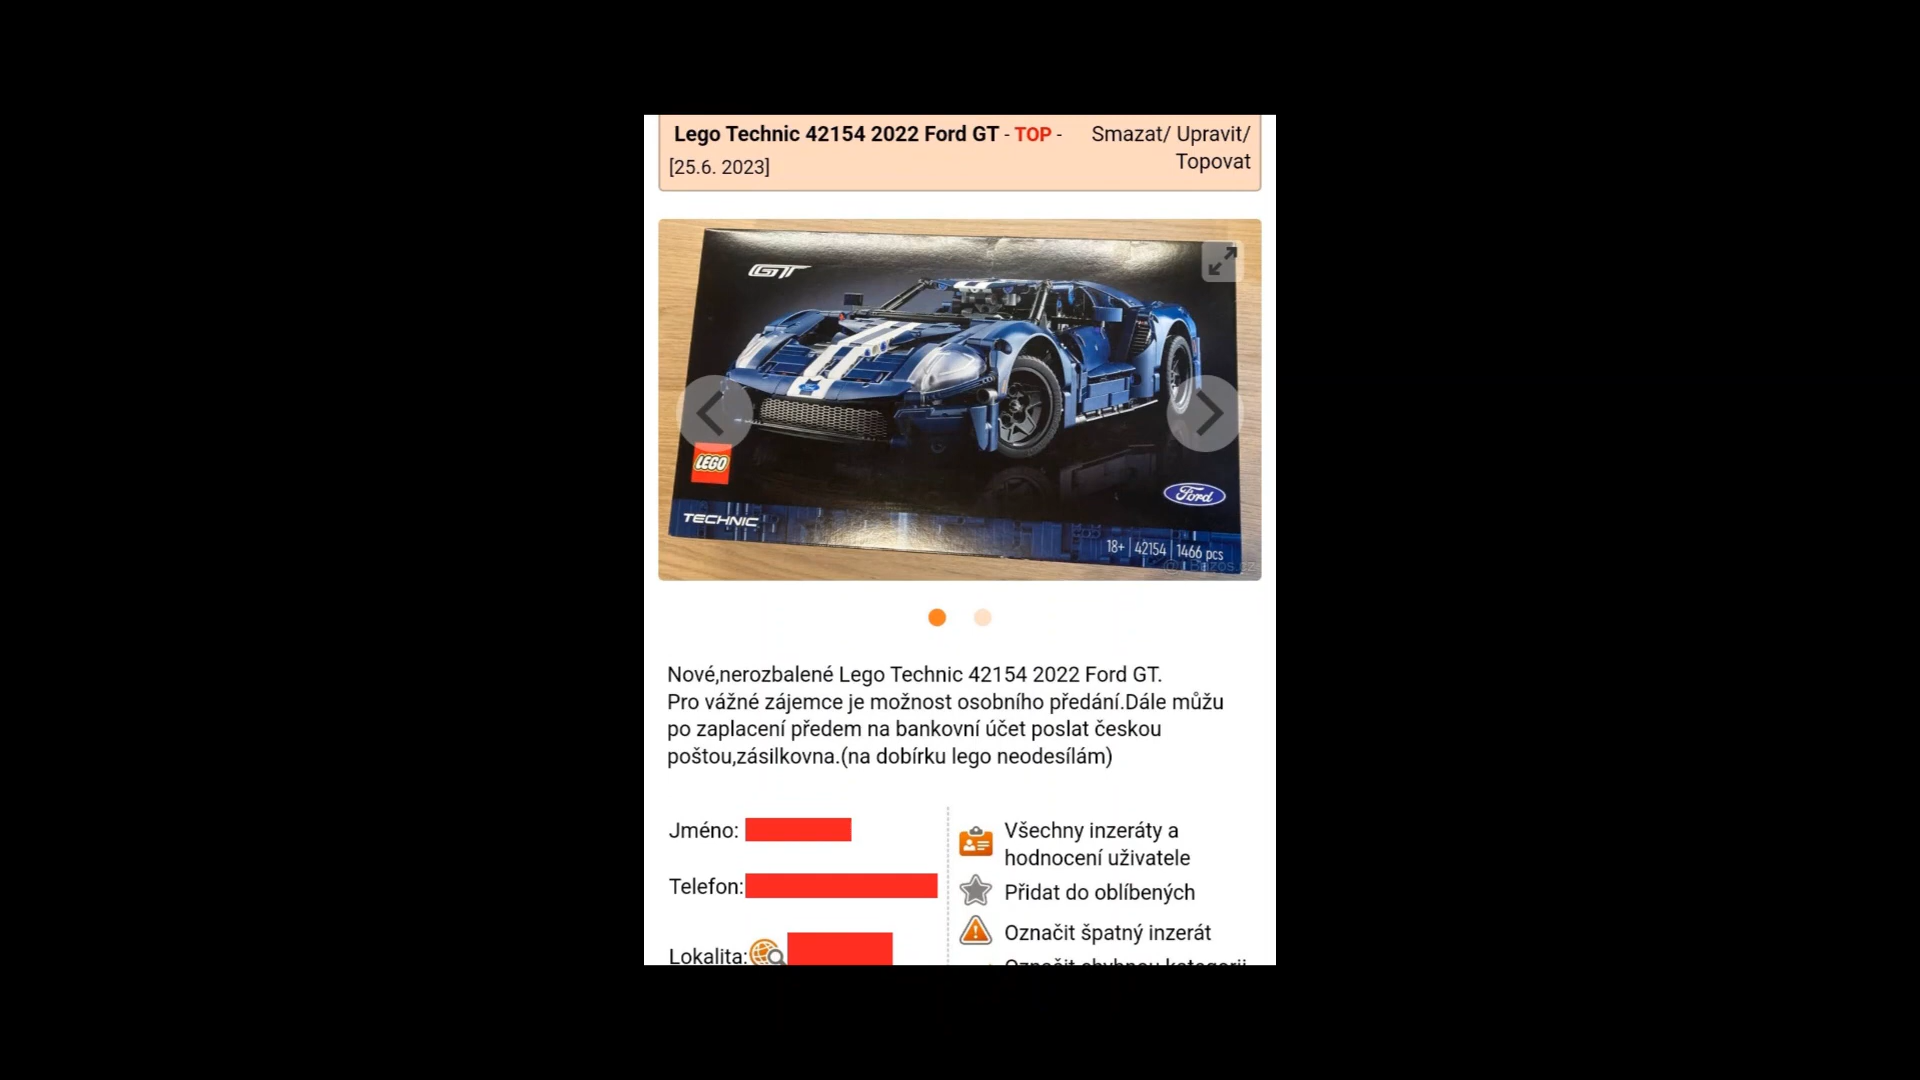 Lego Technic 42154 2022 Ford GT - TOP -
[25.6. 2023]
Smazat/ Upravit/
Topovat
GT
LEGO
Ford
TECHNIC
18+ | 42154 | 1466 pcs
Nové,nerozbalené Lego Technic 42154 2022 Ford GT.
Pro vážné zájemce je možnost osobního předání.Dále můžu
po zaplacení předem na bankovní účet poslat českou
poštou,zásilkovna.(na dobírku lego neodesílám)
Jméno:
Telefon:
Lokalita:
Všechny inzeráty a
hodnocení uživatele
Přidat do oblíbených
Označit špatný inzerát